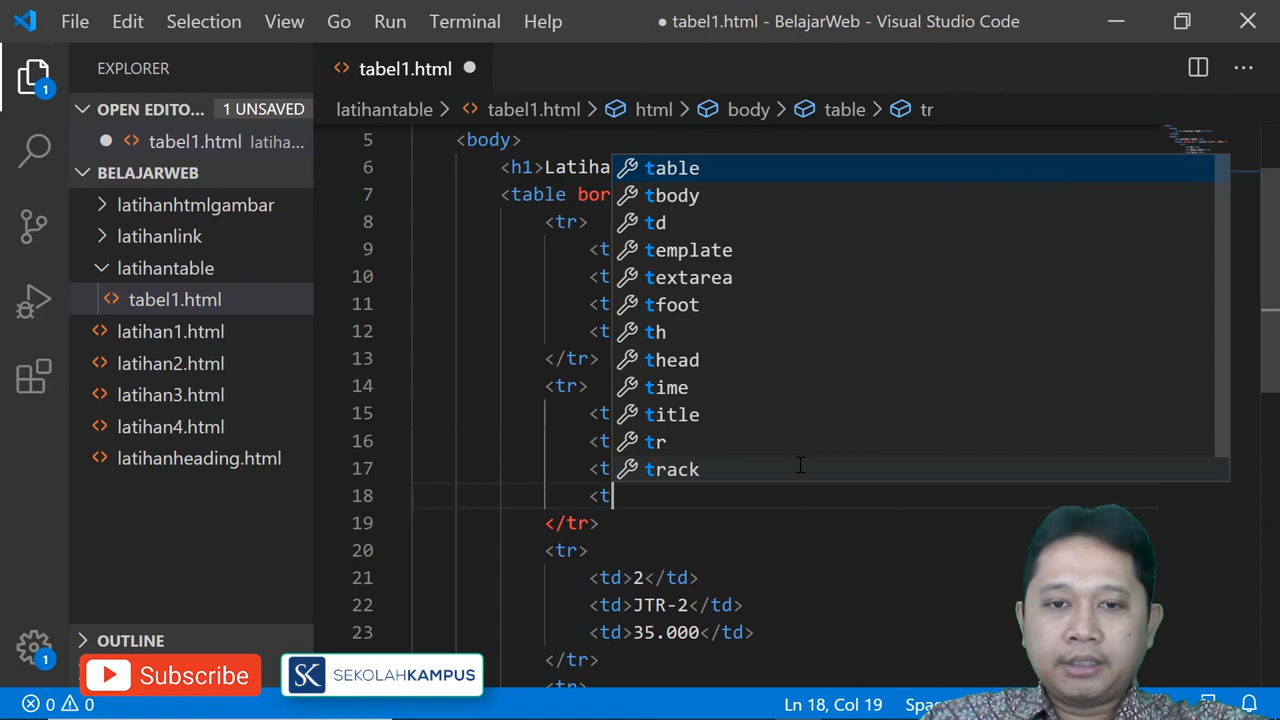 File Edit Selection View Go Run Terminal Help ● tabel1.html - BelajarWeb - Visual Studio Code
EXPLORER
OPEN EDITO... 1 UNSAVED
tabel1.html latiha...
BELAJARWEB
latihanhtmlgambar
latihanlink
latihantable
tabel1.html
latihan1.html
latihan2.html
latihan3.html
latihan4.html
latihanheading.html
OUTLINE
1
1
tabel1.html
latihantable > tabel1.html > html > body > table > tr
5 <body>
6 <h1>Latiha
7 <table bor
8 <tr>
9 <t
10 <t
11 <t
12 <t
13 </tr>
14 <tr>
15 <t
16 <t
17 <t
18 <t
19 </tr>
20 <tr>
21 <td>2</td>
22 <td>JTR-2</td>
23 <td>35.000</td>
</tr>
table
tbody
td
template
textarea
tfoot
th
thead
time
title
tr
track
Subscribe
SK SEKOLAHKAMPUS
0 0 Ln 18, Col 19